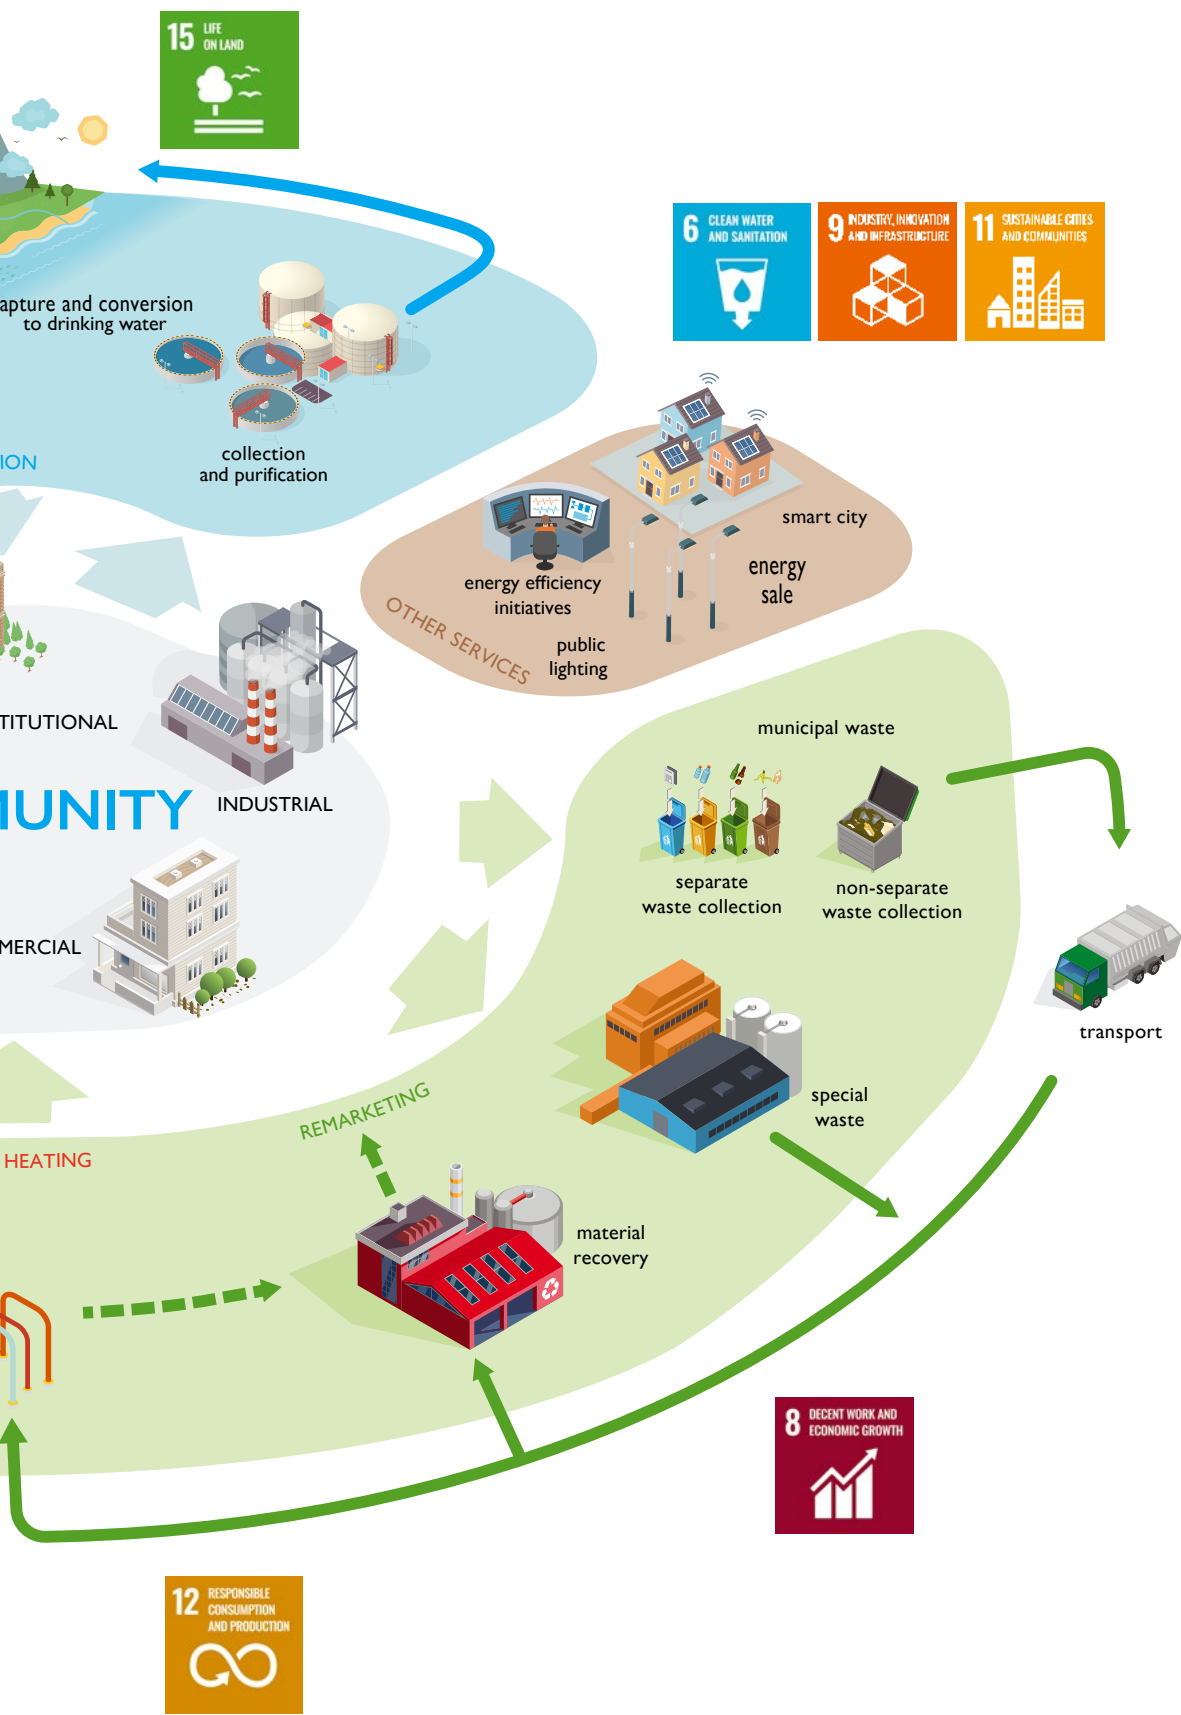 15 LIFE
ON LAND
6 CLEAN WATER
AND SANITATION
9 INDUSTRY, INNOVATION
AND INFRASTRUCTURE
11 SUSTAINABLE CITIES
AND COMMUNITIES
apture and conversion
to drinking water
collection
and purification
ION
smart city
energy efficiency
initiatives
energy
sale
public
lighting
OTHER SERVICES
TITUTIONAL
INDUSTRIAL
MUNITY
MERCIAL
municipal waste
separate
waste collection
non-separate
waste collection
transport
special
waste
REMARKETING
HEATING
material
recovery
8 DECENT WORK AND
ECONOMIC GROWTH
12 RESPONSIBLE
CONSUMPTION
AND PRODUCTION